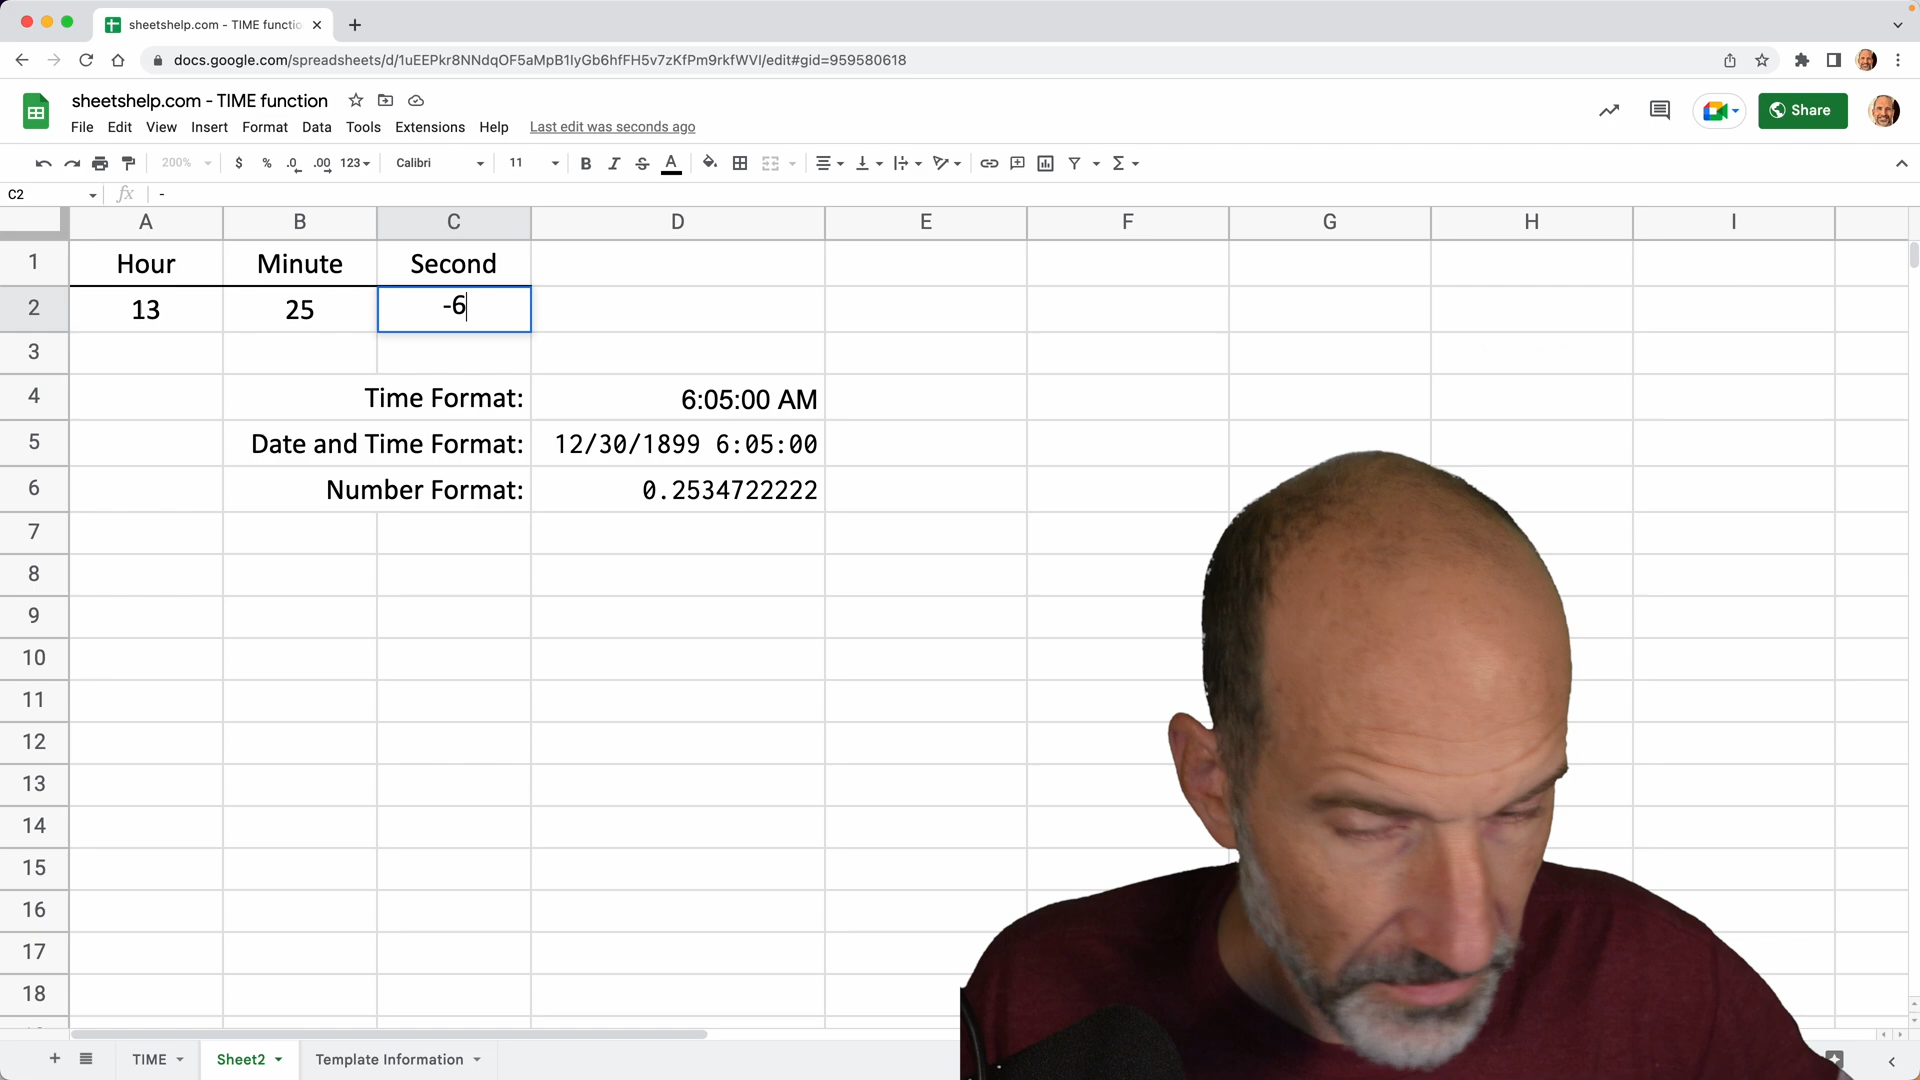 sheetshelp.com - TIME functio
docs.google.com/spreadsheets/d/1uEEPkr8NNdqOF5aMpB1IyGb6hfFH5v7zKfPm9rkfWVI/edit#gid=959580618
sheetshelp.com - TIME function
File Edit View Insert Format Data Tools Extensions Help Last edit was seconds ago
Share
200% $ % .0 .00 123 Calibri 11 B I S A
C2 fx -
A B C D E F G H I
1 Hour Minute Second
2 13 25 -6
3
4 Time Format: 6:05:00 AM
5 Date and Time Format: 12/30/1899 6:05:00
6 Number Format: 0.2534722222
7
8
9
10
11
12
13
14
15
16
17
18
TIME Sheet2 Template Information